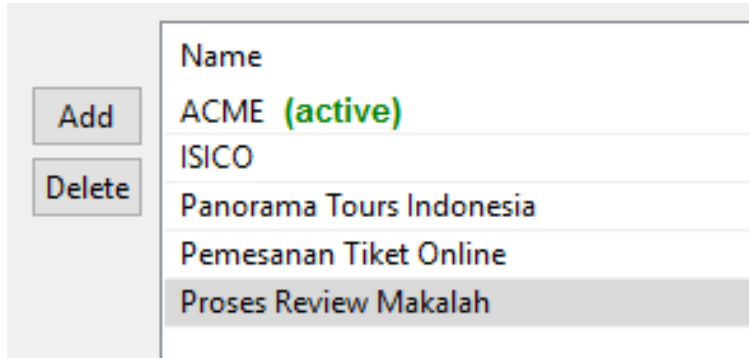 Name
Add
ACME (active)
ISICO
Delete
Panorama Tours Indonesia
Pemesanan Tiket Online
Proses Review Makalah